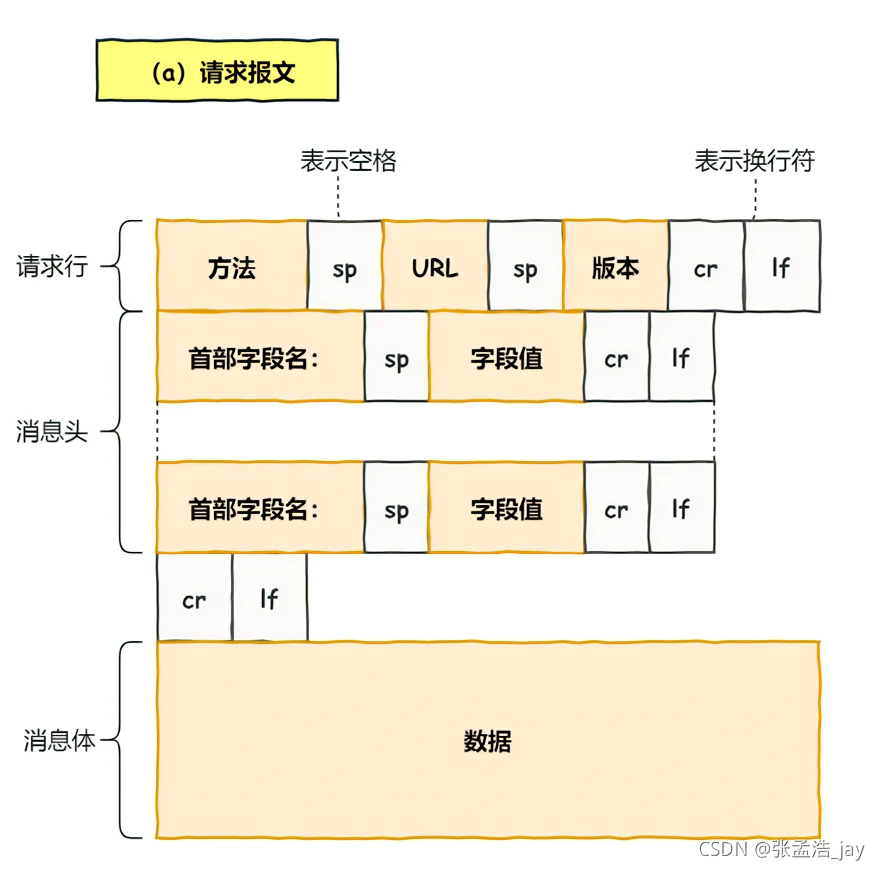 （a）请求报文
表示空格 表示换行符
请求行 方法 sp URL sp 版本 cr lf
首部字段名： sp 字段值 cr lf
消息头
首部字段名： sp 字段值 cr lf
cr lf
消息体 数据
CSDN @张孟浩_jay